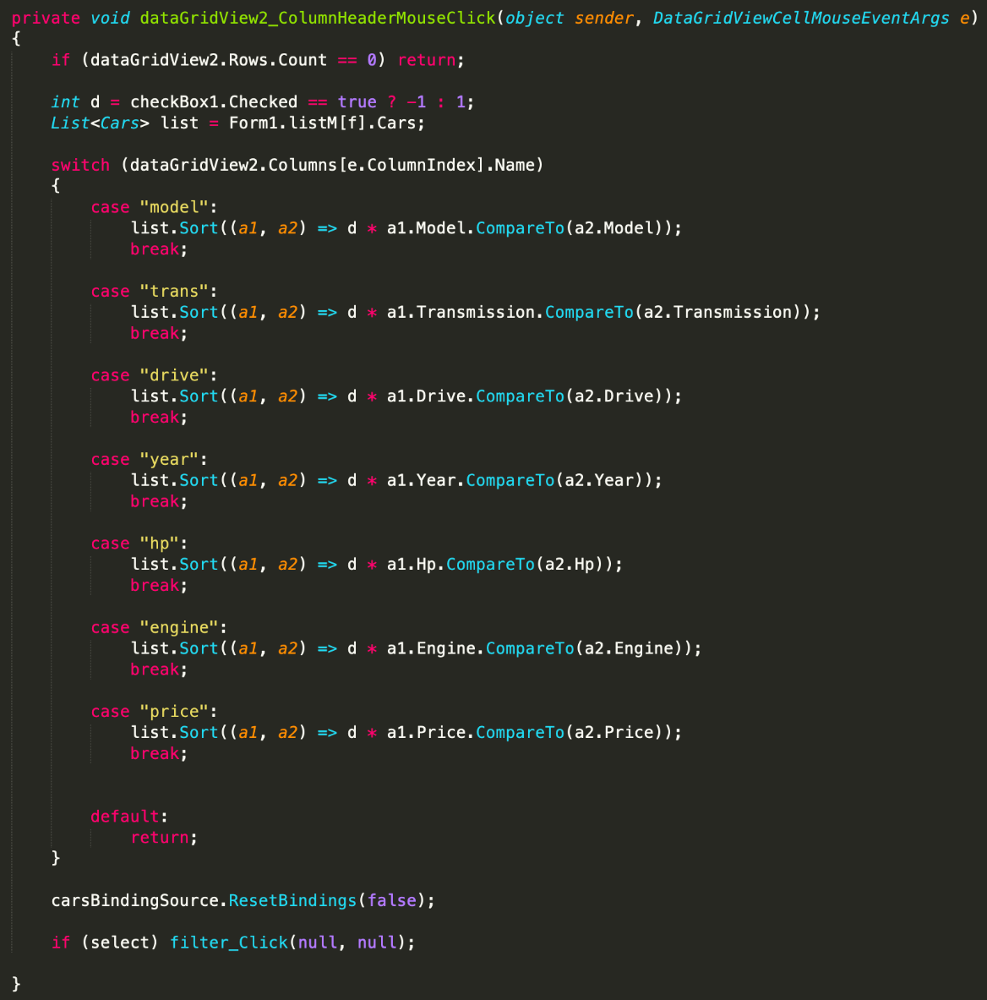 private void dataGridView2_ColumnHeaderMouseClick(object sender, DataGridViewCellMouseEventArgs e)
{
    if (dataGridView2.Rows.Count == 0) return;

    int d = checkBox1.Checked == true ? -1 : 1;
    List<Cars> list = Form1.listM[f].Cars;

    switch (dataGridView2.Columns[e.ColumnIndex].Name)
    {
        case "model":
            list.Sort((a1, a2) => d * a1.Model.CompareTo(a2.Model));
            break;

        case "trans":
            list.Sort((a1, a2) => d * a1.Transmission.CompareTo(a2.Transmission));
            break;

        case "drive":
            list.Sort((a1, a2) => d * a1.Drive.CompareTo(a2.Drive));
            break;

        case "year":
            list.Sort((a1, a2) => d * a1.Year.CompareTo(a2.Year));
            break;

        case "hp":
            list.Sort((a1, a2) => d * a1.Hp.CompareTo(a2.Hp));
            break;

        case "engine":
            list.Sort((a1, a2) => d * a1.Engine.CompareTo(a2.Engine));
            break;

        case "price":
            list.Sort((a1, a2) => d * a1.Price.CompareTo(a2.Price));
            break;


        default:
            return;
    }

    carsBindingSource.ResetBindings(false);

    if (select) filter_Click(null, null);

}